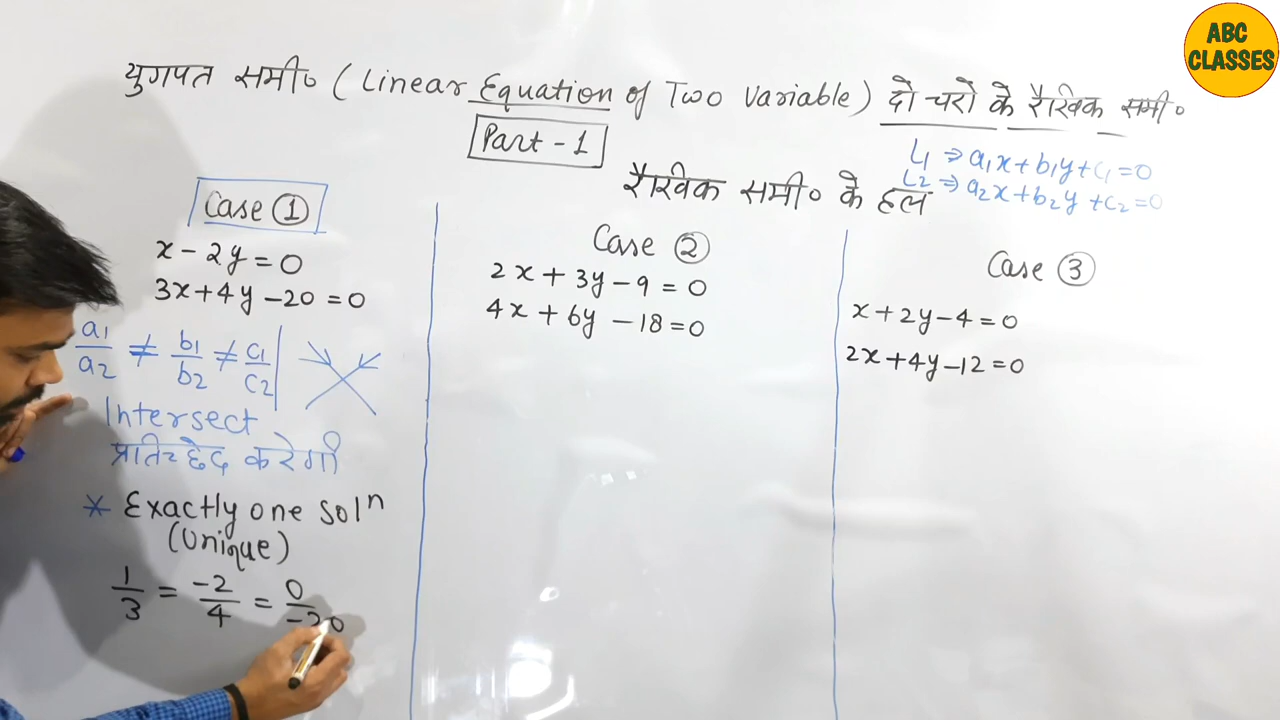 ABC
CLASSES
युगपत समी० (Linear Equation of Two Variable) दो चरो के रैखिक समी०
Part - 1
L1 ⇒ a1x + b1y + c1 = 0
L2 ⇒ a2x + b2y + c2 = 0
रैखिक समी० के हल
Case ①
x - 2y = 0
3x + 4y - 20 = 0
a1/a2 ≠ b1/b2 ≠ c1/c2
Intersect
प्रतिच्छेद करेगी
* Exactly one solⁿ
(Unique)
1/3 = -2/4 = 0/-20
Case ②
2x + 3y - 9 = 0
4x + 6y - 18 = 0
Case ③
x + 2y - 4 = 0
2x + 4y - 12 = 0